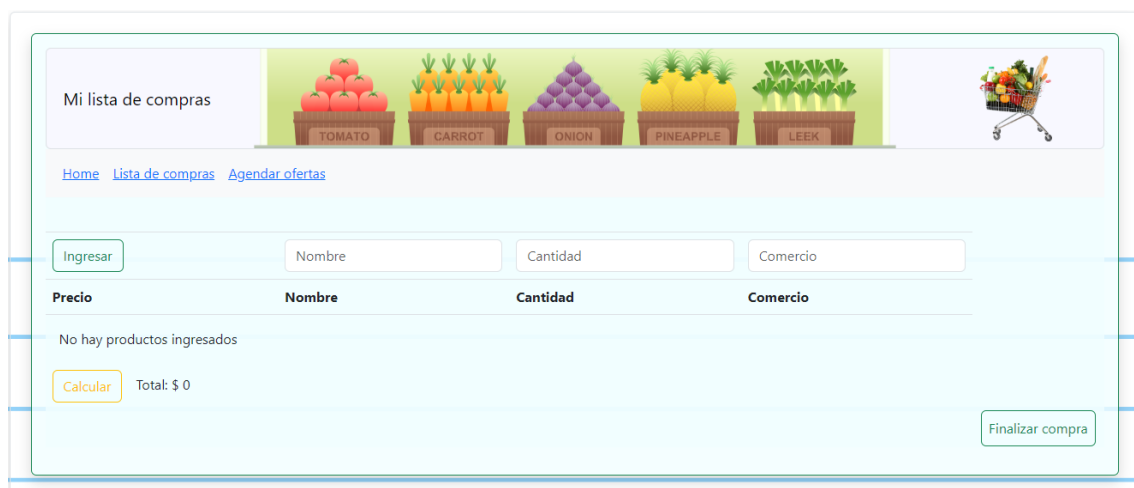 Mi lista de compras
TOMATO CARROT ONION PINEAPPLE LEEK
Home Lista de compras Agendar ofertas
Ingresar Nombre Cantidad Comercio
Precio Nombre Cantidad Comercio
No hay productos ingresados
Calcular Total: $ 0
Finalizar compra